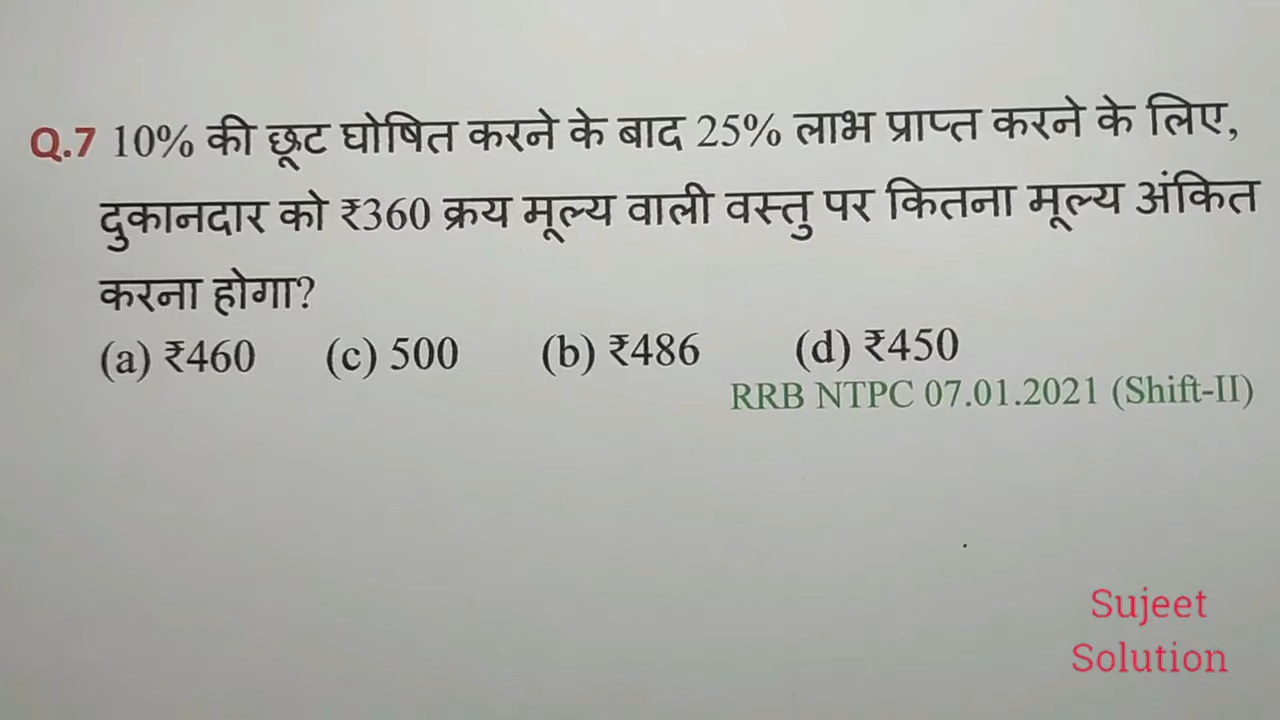 Q.7 10% की छूट घोषित करने के बाद 25% लाभ प्राप्त करने के लिए,
दुकानदार को ₹360 क्रय मूल्य वाली वस्तु पर कितना मूल्य अंकित
करना होगा?
(a) ₹460 (c) 500 (b) ₹486 (d) ₹450
RRB NTPC 07.01.2021 (Shift-II)
Sujeet
Solution